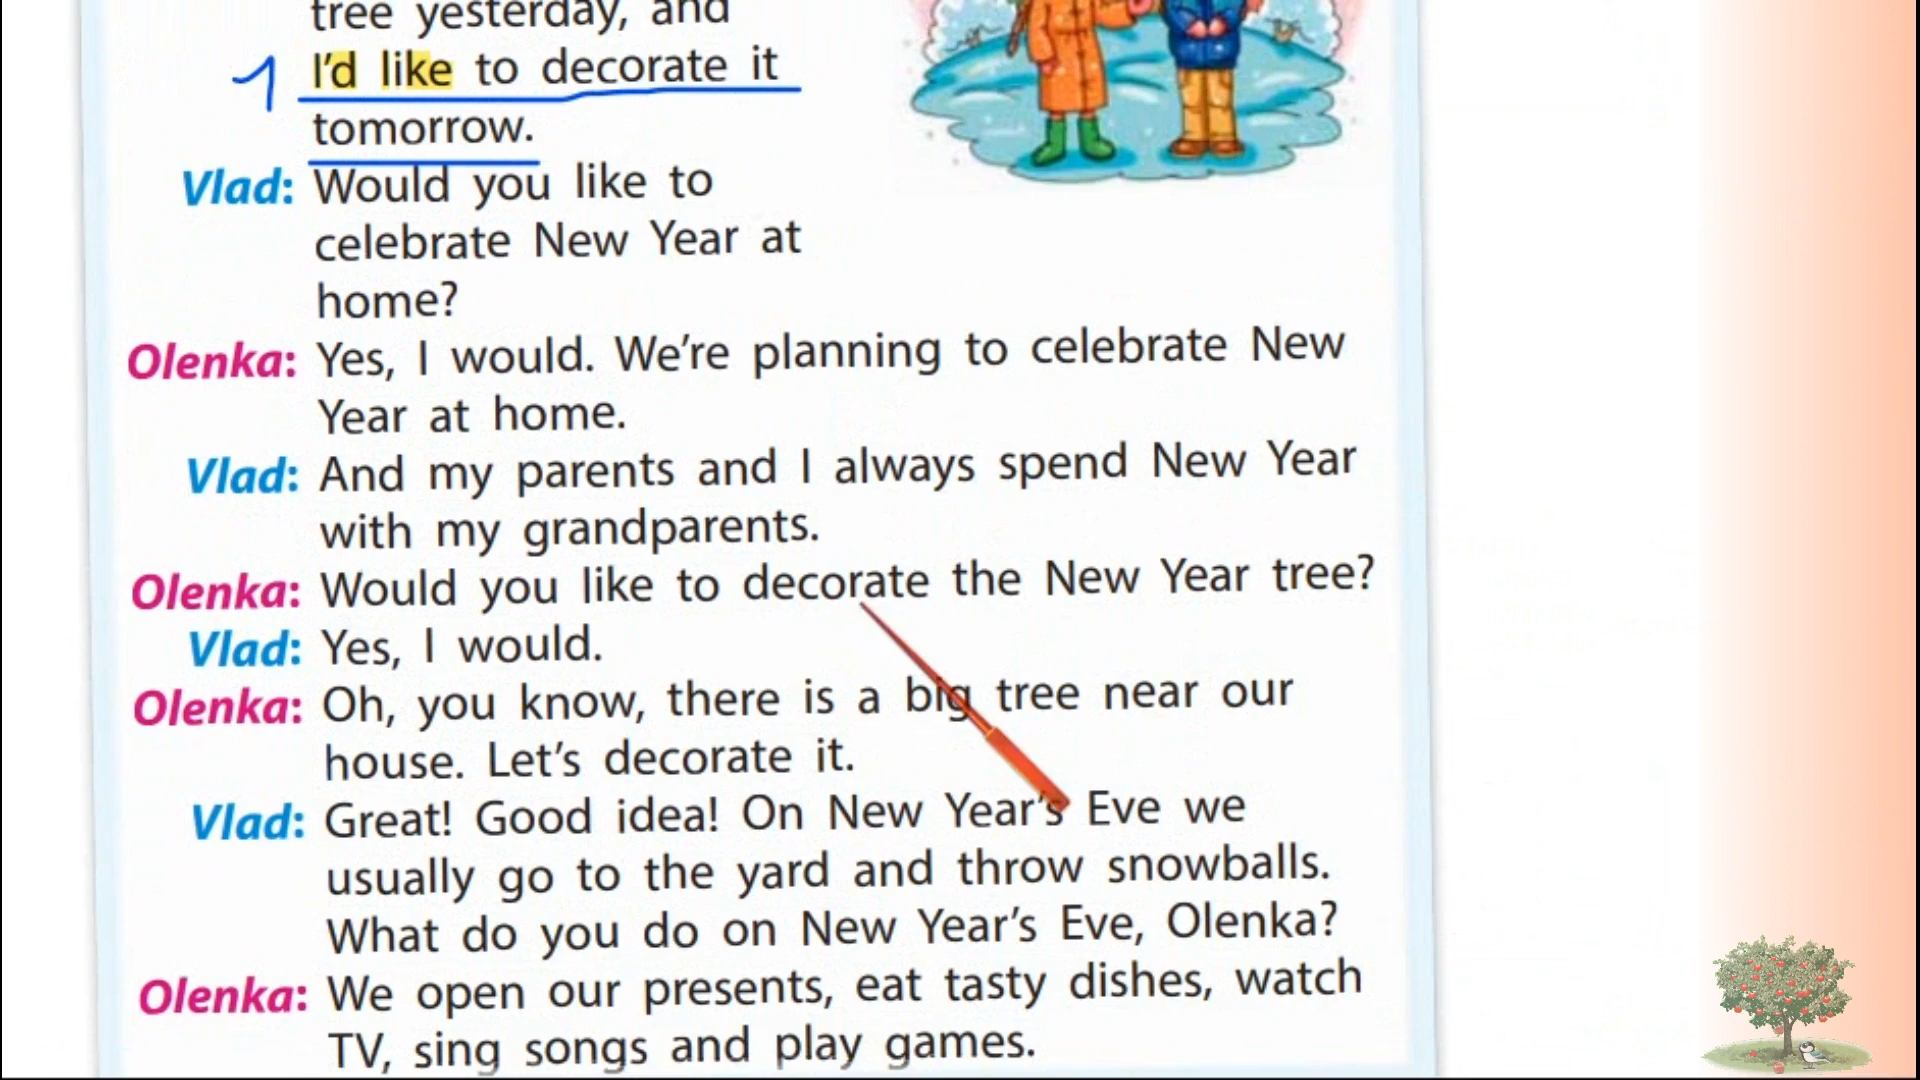 tree yesterday, and
1 I'd like to decorate it
tomorrow.
Vlad: Would you like to
celebrate New Year at
home?
Olenka: Yes, I would. We're planning to celebrate New
Year at home.
Vlad: And my parents and I always spend New Year
with my grandparents.
Olenka: Would you like to decorate the New Year tree?
Vlad: Yes, I would.
Olenka: Oh, you know, there is a big tree near our
house. Let's decorate it.
Vlad: Great! Good idea! On New Year's Eve we
usually go to the yard and throw snowballs.
What do you do on New Year's Eve, Olenka?
Olenka: We open our presents, eat tasty dishes, watch
TV, sing songs and play games.